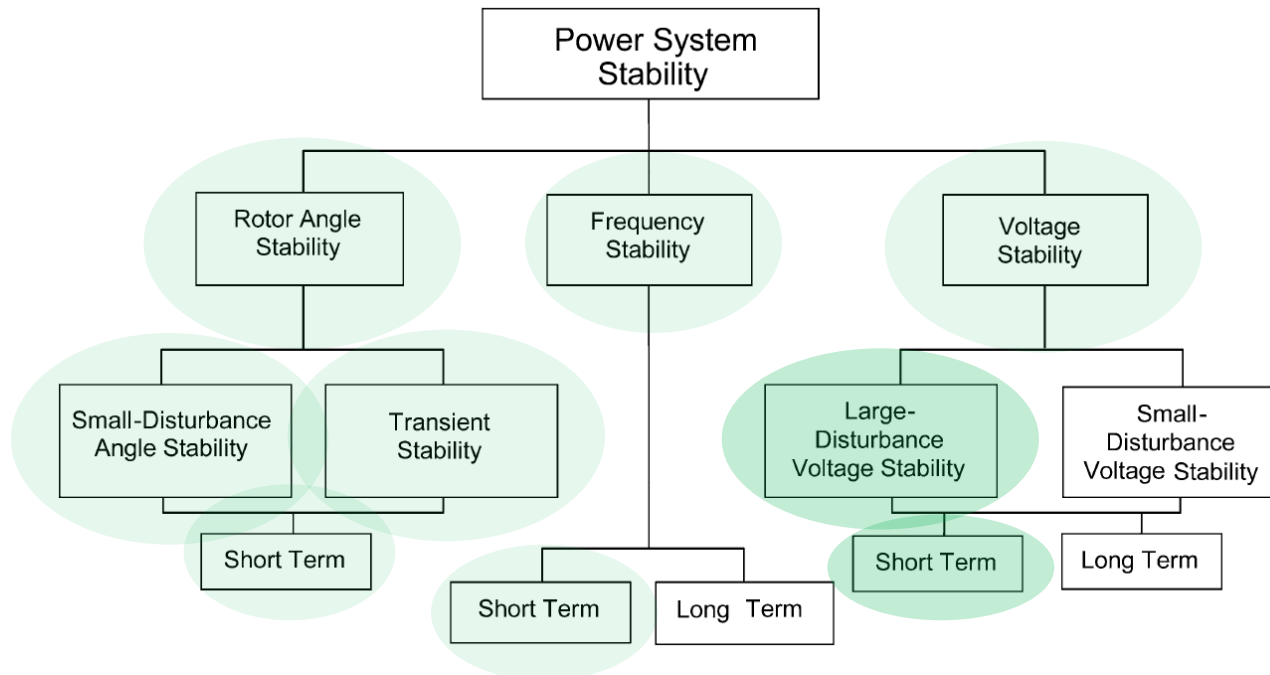 Power System
Stability
Rotor Angle
Stability
Frequency
Stability
Voltage
Stability
Small-Disturbance
Angle Stability
Transient
Stability
Large-
Disturbance
Voltage Stability
Small-
Disturbance
Voltage Stability
Short Term
Short Term
Long Term
Short Term
Long Term